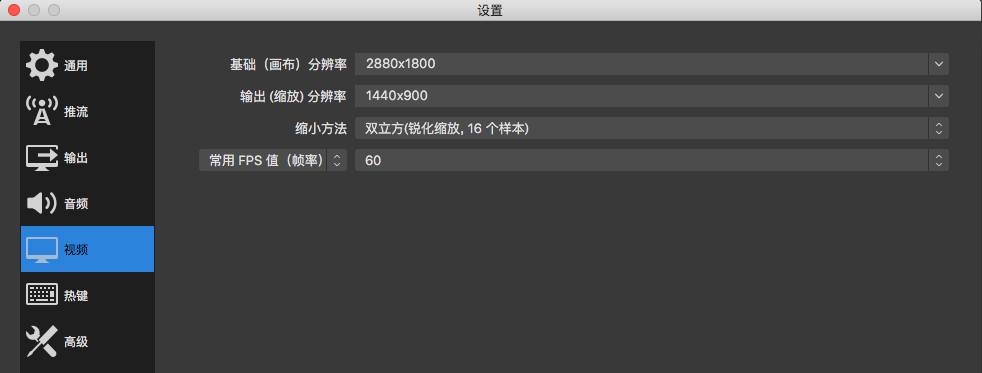 设置
通用
推流
输出
音频
视频
热键
高级
基础（画布）分辨率 2880x1800
输出 (缩放) 分辨率 1440x900
缩小方法 双立方(锐化缩放, 16 个样本)
常用 FPS 值（帧率） 60